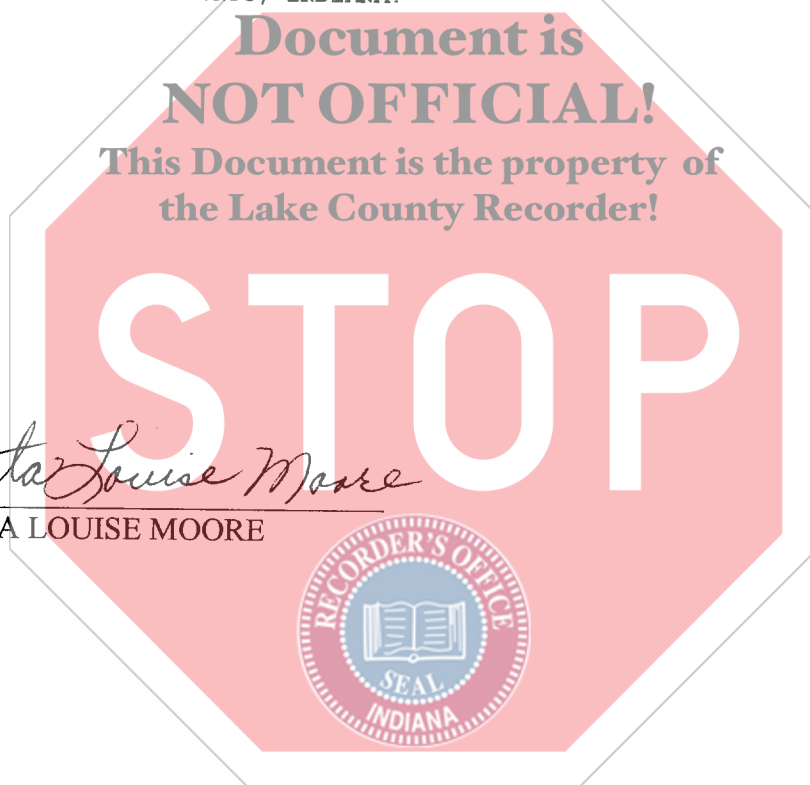 INDIANA.
Document is
NOT OFFICIAL!
This Document is the property of
the Lake County Recorder!
STOP
Louise Moore
A LOUISE MOORE
RECORDER'S OFFICE
SEAL
INDIANA